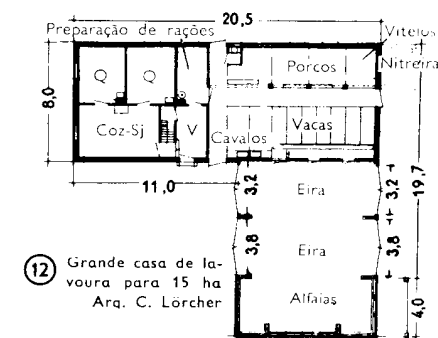 20,5
Preparação de rações
Vitelos
Nitreira
Porcos
Q
Q
8,0
Coz-Sj
V
Vacas
Cavalos
11,0
3,2
Eira
3,2
19,7
3,8
Eira
3,8
12
Grande casa de la-
voura para 15 ha
Arq. C. Lörcher
Alfaias
4,0